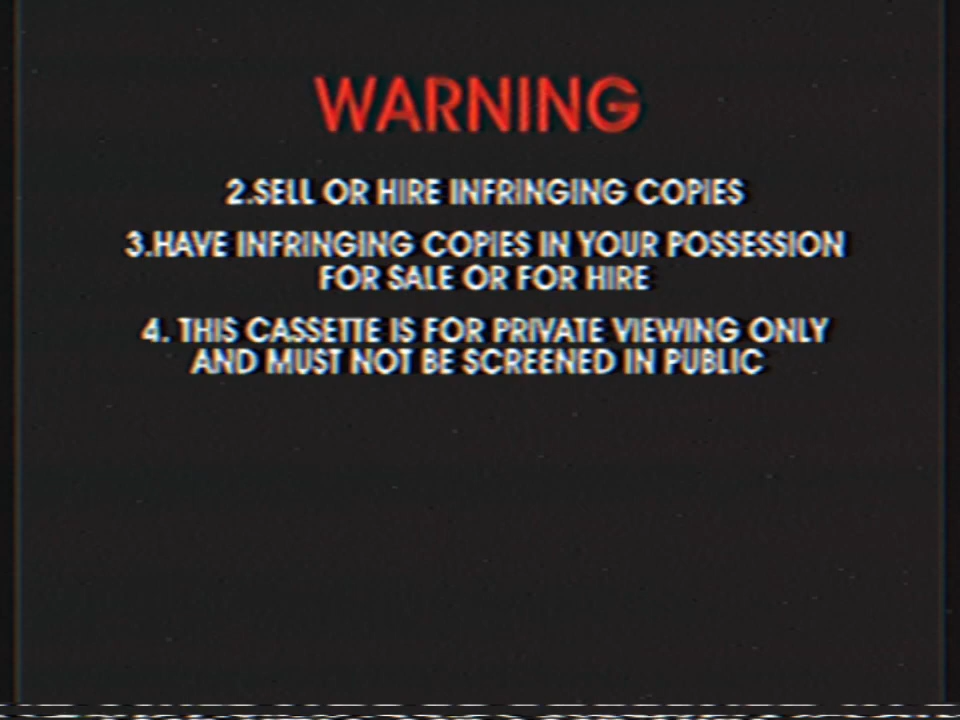 WARNING
2.SELL OR HIRE INFRINGING COPIES
3.HAVE INFRINGING COPIES IN YOUR POSSESSION
FOR SALE OR FOR HIRE
4. THIS CASSETTE IS FOR PRIVATE VIEWING ONLY
AND MUST NOT BE SCREENED IN PUBLIC